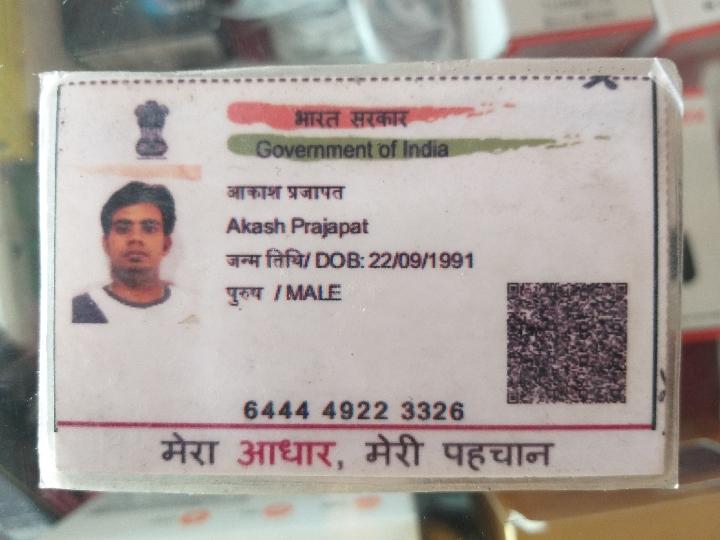 भारत सरकार
Government of India
आकाश प्रजापत
Akash Prajapat
जन्म तिथि/ DOB: 22/09/1991
पुरुष / MALE
6444 4922 3326
मेरा आधार, मेरी पहचान